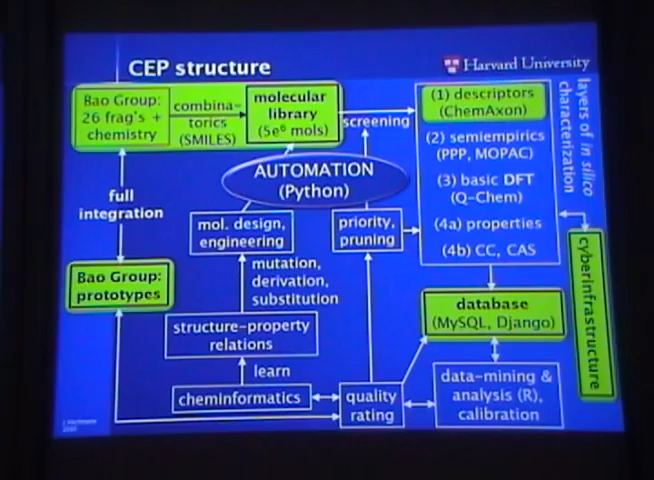 CEP structure
Harvard University
Bao Group:
26 frag's +
chemistry
combina-
torics
(SMILES)
molecular
library
(5e⁶ mols)
screening
(1) descriptors
(ChemAxon)
(2) semiempirics
(PPP, MOPAC)
(3) basic DFT
(Q-Chem)
(4a) properties
(4b) CC, CAS
layers of in silico
characterization
AUTOMATION
(Python)
full
integration
mol. design,
engineering
priority,
pruning
Bao Group:
prototypes
mutation,
derivation,
substitution
database
(MySQL, Django)
cyberinfrastructure
structure-property
relations
learn
cheminformatics
quality
rating
data-mining &
analysis (R),
calibration